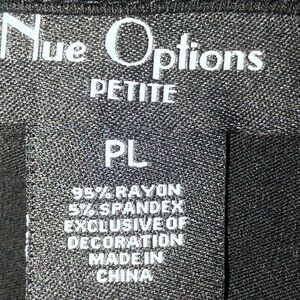 Nue Options
PETITE
PL
95% RAYON
5% SPANDEX
EXCLUSIVE OF
DECORATION
MADE IN
CHINA